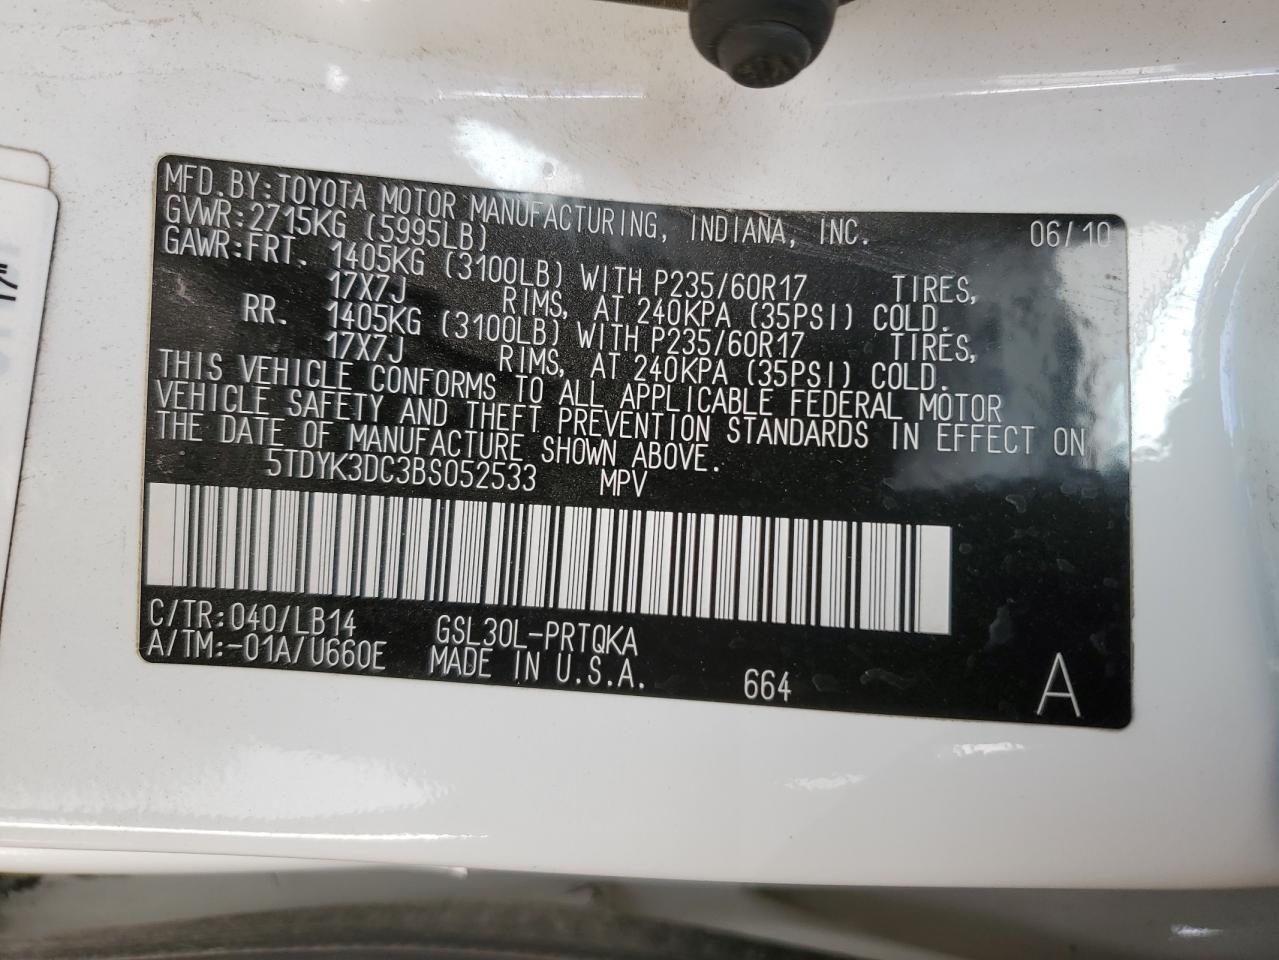 MFD.BY:TOYOTA MOTOR MANUFACTURING, INDIANA, INC. 06/10
GVWR:2715KG (5995LB)
GAWR:FRT. 1405KG (3100LB) WITH P235/60R17 TIRES,
17X7J RIMS, AT 240KPA (35PSI) COLD.
RR. 1405KG (3100LB) WITH P235/60R17 TIRES,
17X7J RIMS, AT 240KPA (35PSI) COLD.
THIS VEHICLE CONFORMS TO ALL APPLICABLE FEDERAL MOTOR
VEHICLE SAFETY AND THEFT PREVENTION STANDARDS IN EFFECT ON
THE DATE OF MANUFACTURE SHOWN ABOVE.
5TDYK3DC3BS052533 MPV
C/TR:040/LB14 GSL30L-PRTQKA
A/TM:-01A/U660E MADE IN U.S.A. 664 A